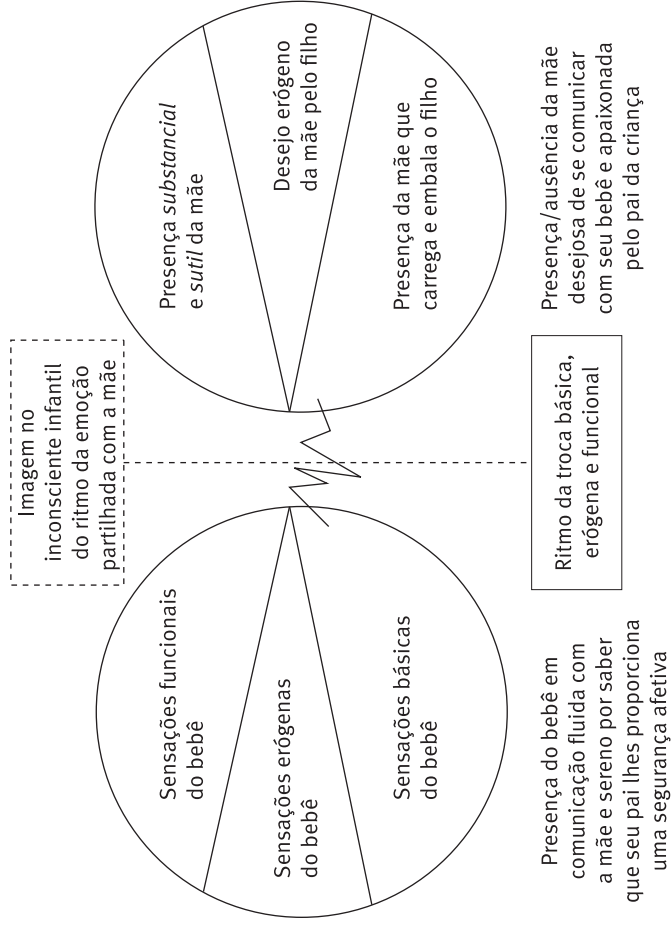 Imagem no
inconsciente infantil
do ritmo da emoção
partilhada com a mãe
Sensações funcionais
do bebê
Sensações erógenas
do bebê
Sensações básicas
do bebê
Presença substancial
e sutil da mãe
Desejo erógeno
da mãe pelo filho
Presença da mãe que
carrega e embala o filho
Ritmo da troca básica,
erógena e funcional
Presença do bebê em
comunicação fluida com
a mãe e sereno por saber
que seu pai lhes proporciona
uma segurança afetiva
Presença/ausência da mãe
desejosa de se comunicar
com seu bebê e apaixonada
pelo pai da criança